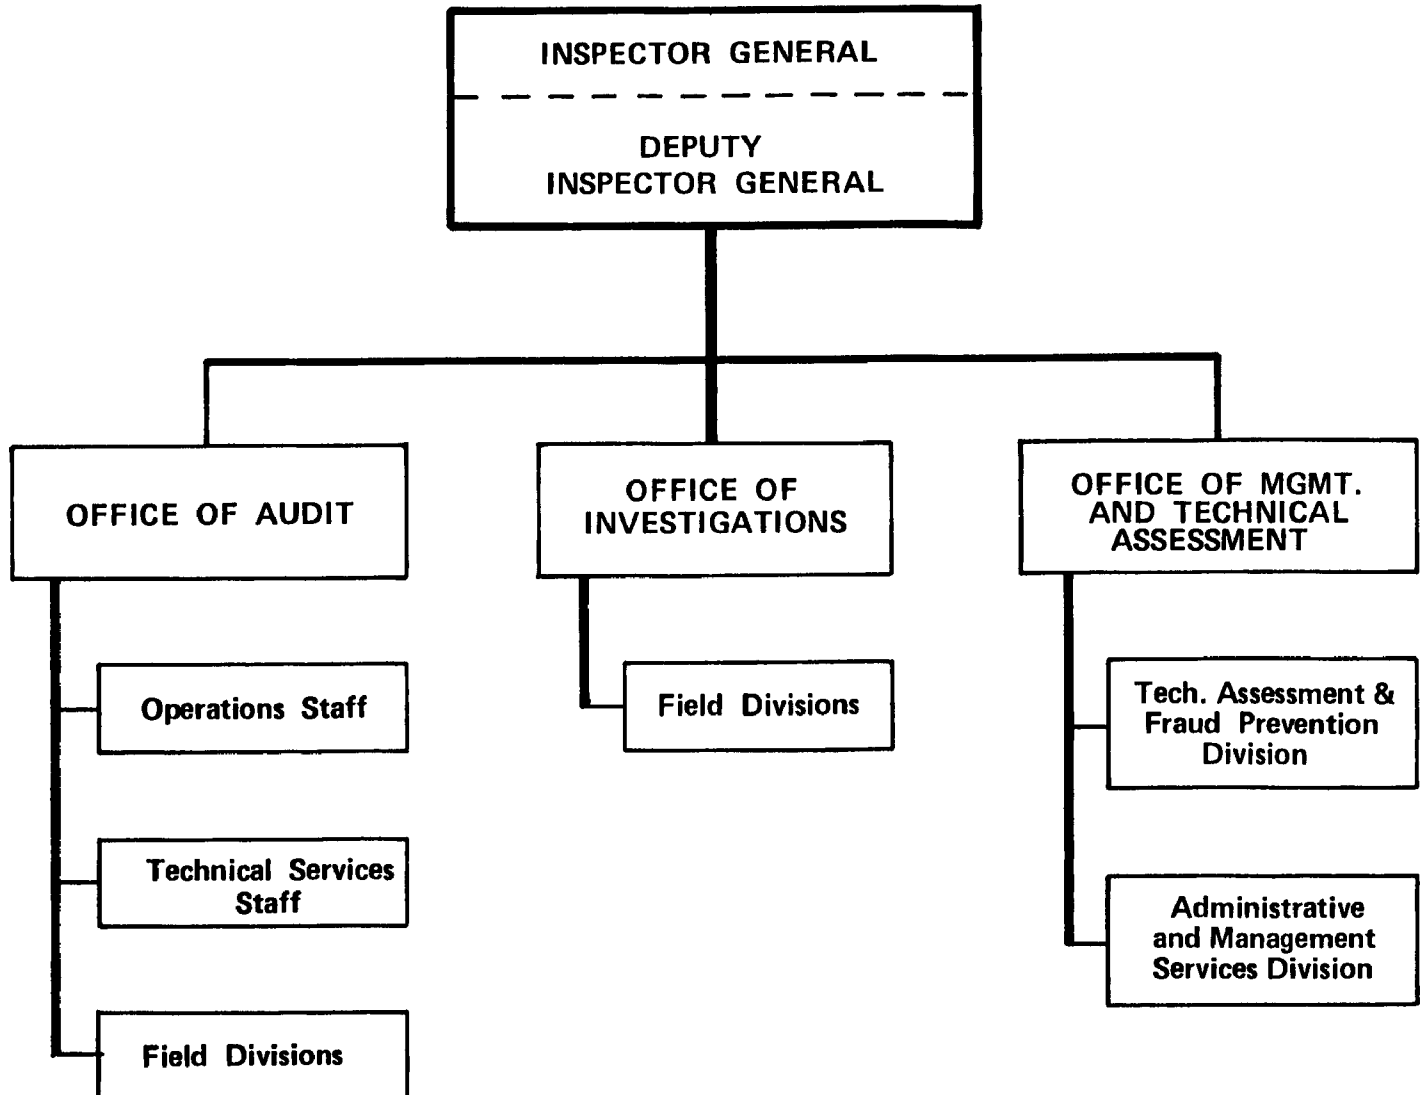 INSPECTOR GENERAL
DEPUTY
INSPECTOR GENERAL
OFFICE OF AUDIT
Operations Staff
Technical Services
Staff
Field Divisions
OFFICE OF
INVESTIGATIONS
Field Divisions
OFFICE OF MGMT.
AND TECHNICAL
ASSESSMENT
Tech. Assessment &
Fraud Prevention
Division
Administrative
and Management
Services Division